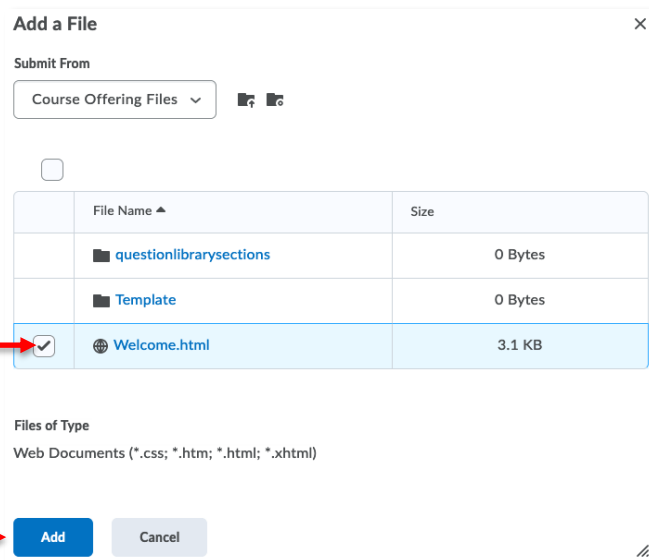 Add a File
Submit From
Course Offering Files
File Name Size
questionlibrarysections 0 Bytes
Template 0 Bytes
Welcome.html 3.1 KB
Files of Type
Web Documents (*.css; *.htm; *.html; *.xhtml)
Add Cancel